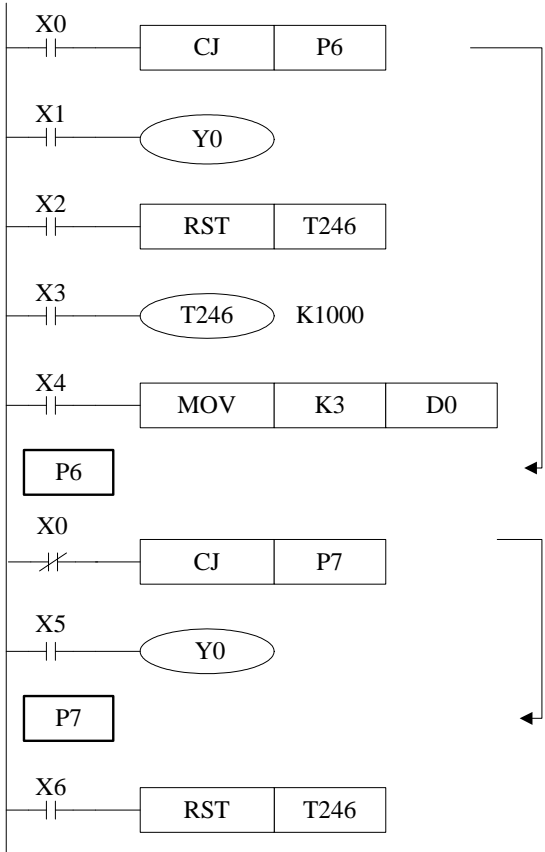 X0
CJ P6
X1
Y0
X2
RST T246
X3
T246 K1000
X4
MOV K3 D0
P6
X0
CJ P7
X5
Y0
P7
X6
RST T246